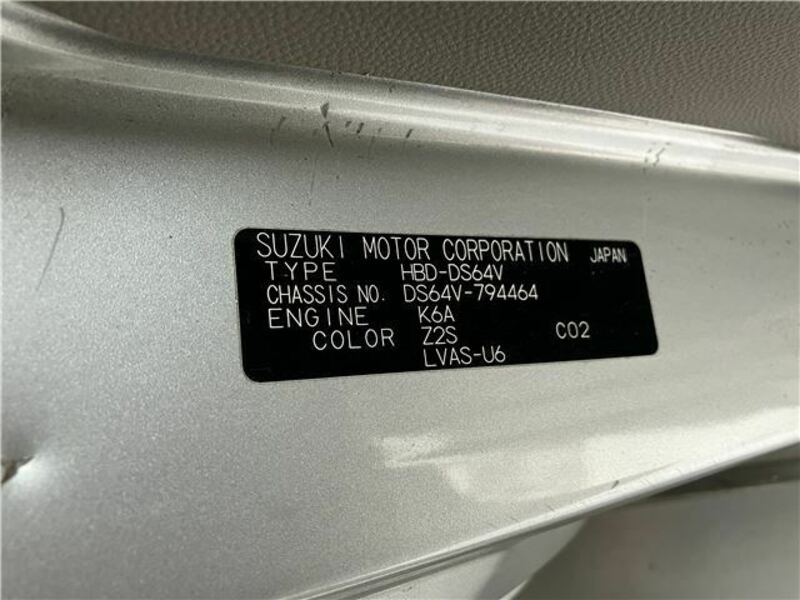 SUZUKI MOTOR CORPORATION JAPAN
TYPE HBD-DS64V
CHASSIS NO. DS64V-794464
ENGINE K6A
COLOR Z2S C02
LVAS-U6